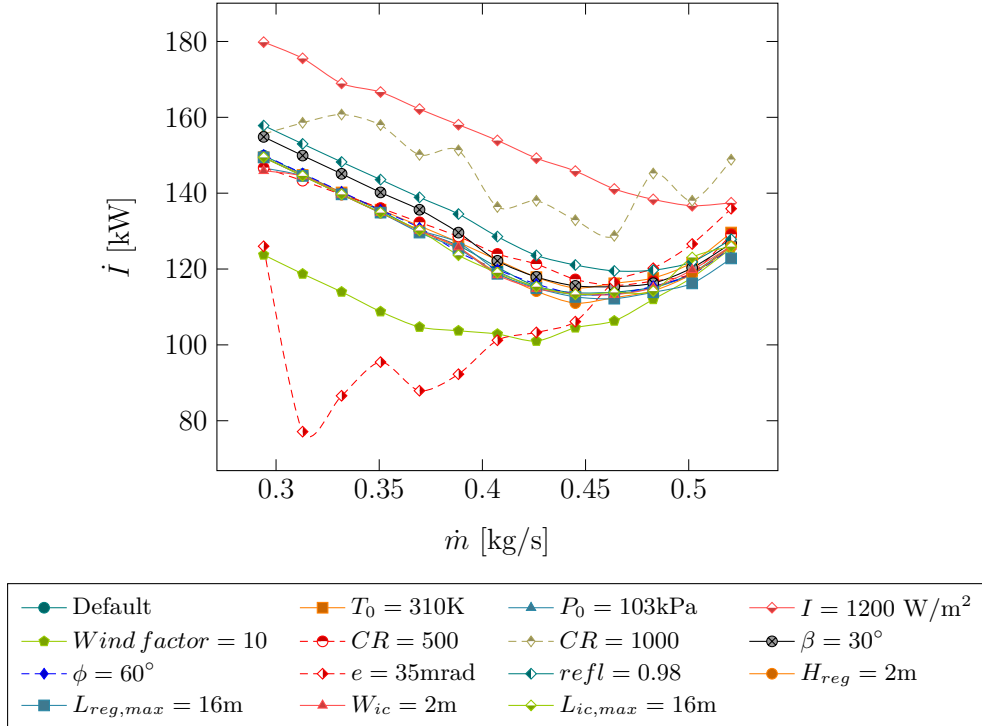 180
160
140
120
100
80
İ [kW]
0.3 0.35 0.4 0.45 0.5
ṁ [kg/s]
Default T₀ = 310K P₀ = 103kPa I = 1200 W/m²
Wind factor = 10 CR = 500 CR = 1000 β = 30°
ϕ = 60° e = 35mrad refl = 0.98 H_reg = 2m
L_reg,max = 16m W_ic = 2m L_ic,max = 16m